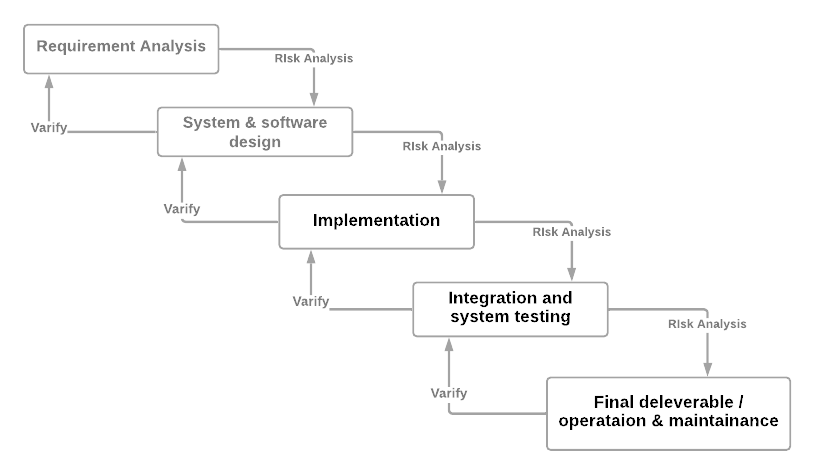 Requirement Analysis
RIsk Analysis
Varify
System & software
design
RIsk Analysis
Varify
Implementation
RIsk Analysis
Varify
Integration and
system testing
RIsk Analysis
Varify
Final deleverable /
operataion & maintainance